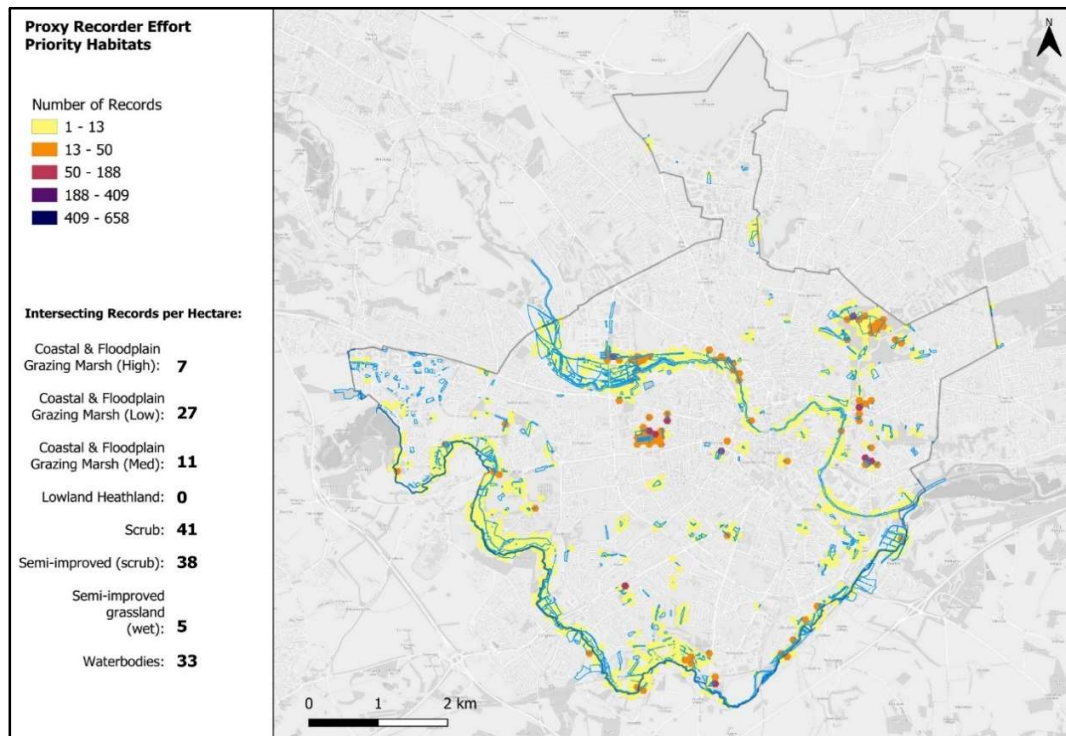 Proxy Recorder Effort
Priority Habitats
N
Number of Records
1 - 13
13 - 50
50 - 188
188 - 409
409 - 658
Intersecting Records per Hectare:
Coastal & Floodplain
Grazing Marsh (High): 7
Coastal & Floodplain
Grazing Marsh (Low): 27
Coastal & Floodplain
Grazing Marsh (Med): 11
Lowland Heathland: 0
Scrub: 41
Semi-improved (scrub): 38
Semi-improved
grassland
(wet): 5
Waterbodies: 33
0 1 2 km